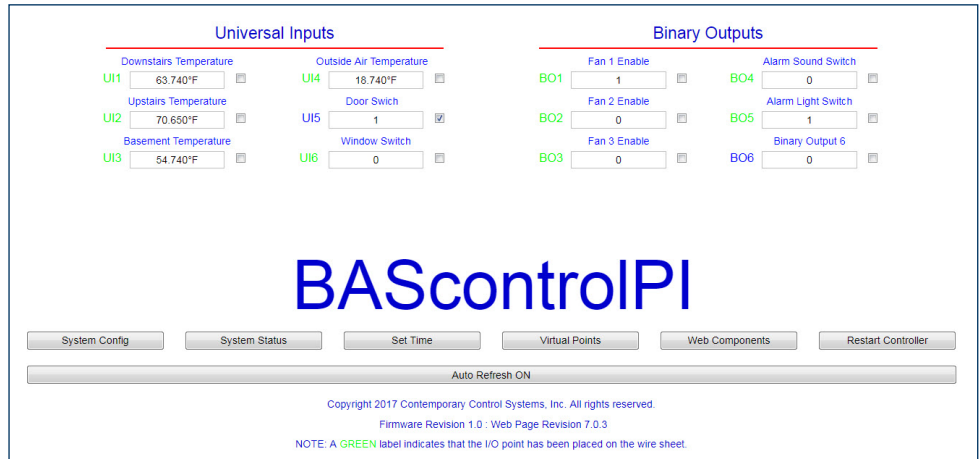 Universal Inputs
Binary Outputs
Downstairs Temperature
Outside Air Temperature
Fan 1 Enable
Alarm Sound Switch
UI1 63.740°F
UI4 18.740°F
BO1 1
BO4 0
Upstairs Temperature
Door Swich
Fan 2 Enable
Alarm Light Switch
UI2 70.650°F
UI5 1
BO2 0
BO5 1
Basement Temperature
Window Switch
Fan 3 Enable
Binary Output 6
UI3 54.740°F
UI6 0
BO3 0
BO6 0
BAScontrolPI
System Config
System Status
Set Time
Virtual Points
Web Components
Restart Controller
Auto Refresh ON
Copyright 2017 Contemporary Control Systems, Inc. All rights reserved.
Firmware Revision 1.0 : Web Page Revision 7.0.3
NOTE: A GREEN label indicates that the I/O point has been placed on the wire sheet.